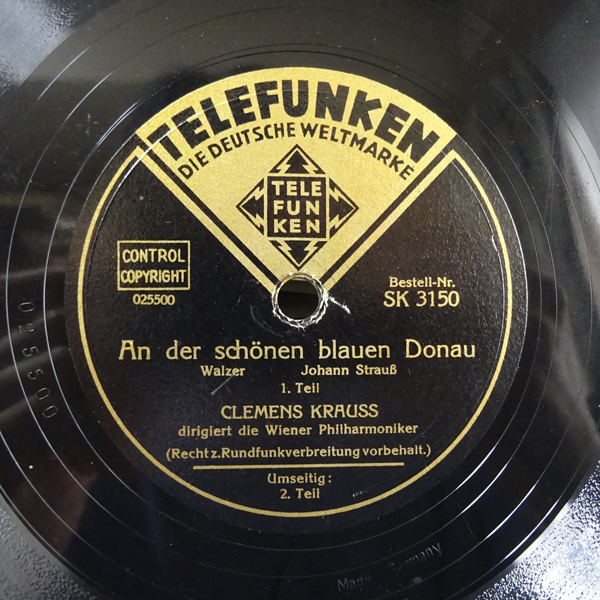 TELEFUNKEN
DIE DEUTSCHE WELTMARKE
TELE
FUN
KEN
CONTROL
COPYRIGHT
025500
Bestell-Nr.
SK 3150
025500
An der schönen blauen Donau
Walzer Johann Strauß
1. Teil
CLEMENS KRAUSS
dirigiert die Wiener Philharmoniker
(Recht z. Rundfunkverbreitung vorbehalt.)
Umseitig:
2. Teil
Germany